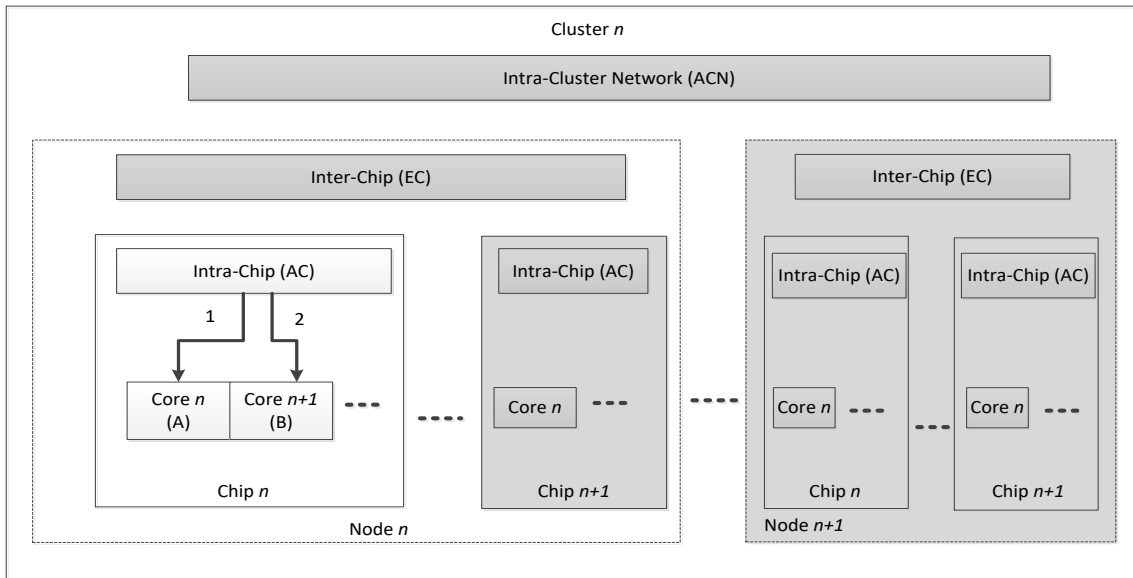 Cluster n
Intra-Cluster Network (ACN)
Inter-Chip (EC)
Inter-Chip (EC)
Intra-Chip (AC)
Intra-Chip (AC)
Intra-Chip (AC)
Intra-Chip (AC)
1
2
Core n
(A)
Core n+1
(B)
Core n
Core n
Core n
Chip n
Chip n+1
Chip n
Chip n+1
Node n
Node n+1